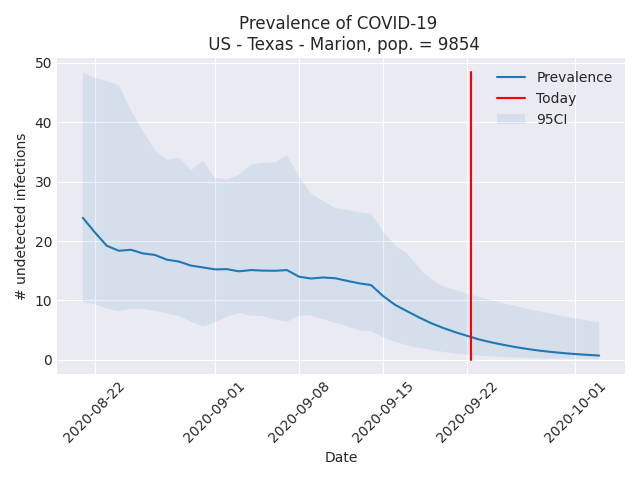 Prevalence of COVID-19
US - Texas - Marion, pop. = 9854
# undetected infections
50
40
30
20
10
0
Prevalence
Today
95CI
2020-08-22
2020-09-01
2020-09-08
2020-09-15
2020-09-22
2020-10-01
Date